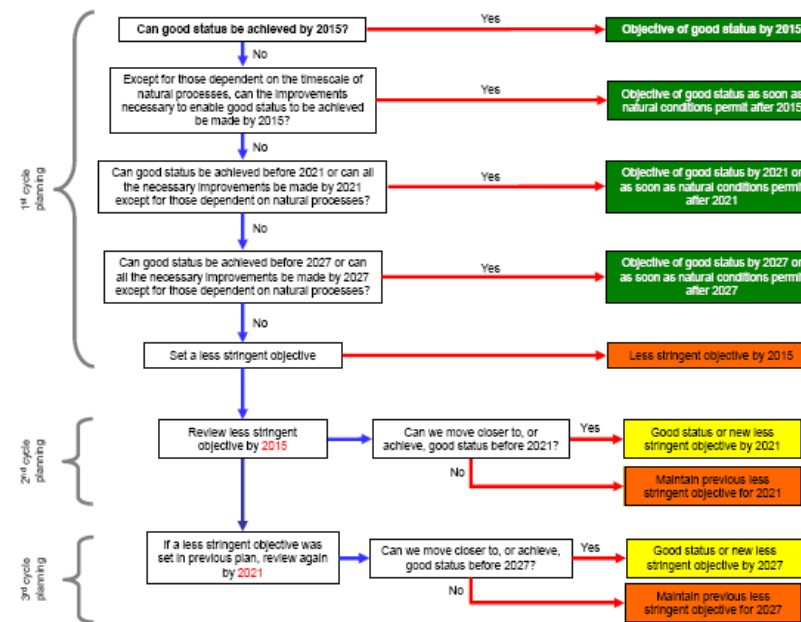 Can good status be achieved by 2015?
Yes
Objective of good status by 2015
No
Except for those dependent on the timescale of
natural processes, can the improvements
necessary to enable good status to be achieved
be made by 2015?
Yes
Objective of good status as soon as
natural conditions permit after 2015
No
1st cycle
planning
Can good status be achieved before 2021 or can all
the necessary improvements be made by 2021
except for those dependent on natural processes?
Yes
Objective of good status by 2021 or
as soon as natural conditions permit
after 2021
No
Can good status be achieved before 2027 or can
all the necessary improvements be made by 2027
except for those dependent on natural processes?
Yes
Objective of good status by 2027 or
as soon as natural conditions permit
after 2027
No
Set a less stringent objective
Less stringent objective by 2015
2nd cycle
planning
Review less stringent
objective by 2015
Can we move closer to, or
achieve, good status before 2021?
Yes
Good status or new less
stringent objective by 2021
No
Maintain previous less
stringent objective for 2021
3rd cycle
planning
If a less stringent objective was
set in previous plan, review again
by 2021
Can we move closer to, or achieve,
good status before 2027?
Yes
Good status or new less
stringent objective by 2027
No
Maintain previous less
stringent objective for 2027